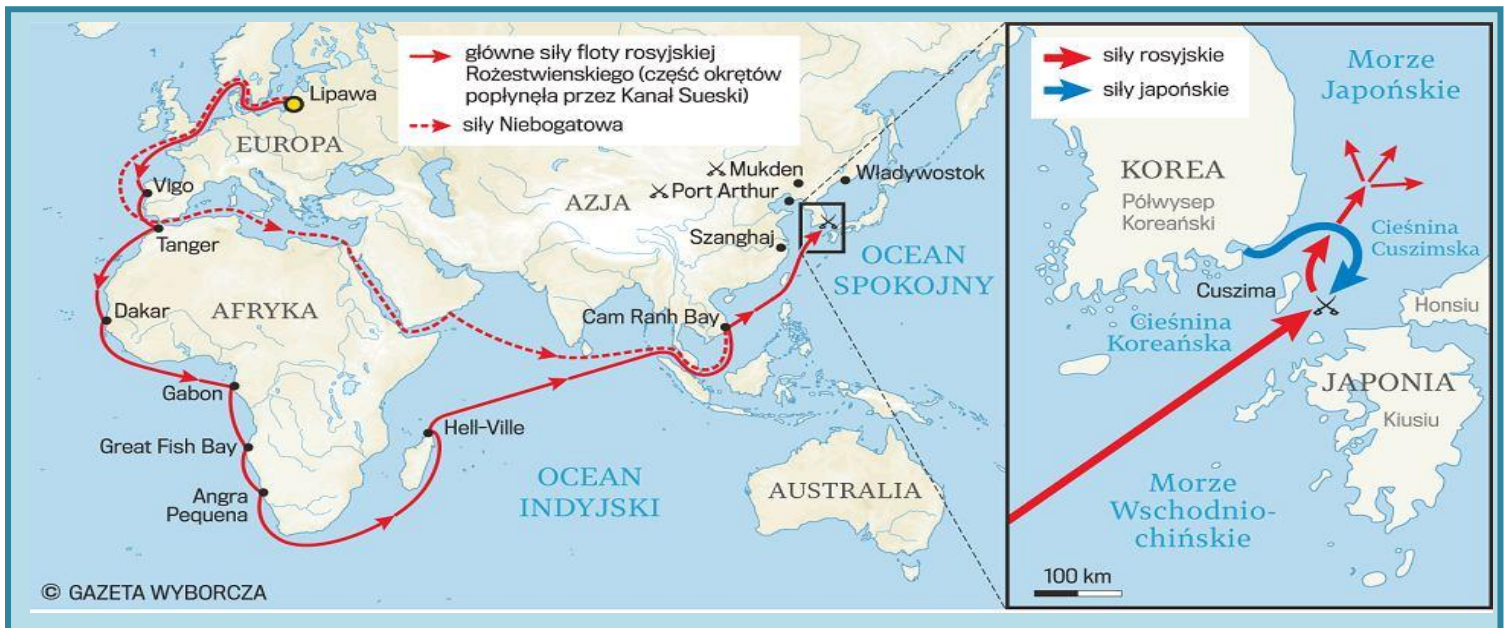 główne siły floty rosyjskiej
Rożestwienskiego (część okrętów
popłynęła przez Kanał Sueski)
siły Niebogatowa
Lipawa
EUROPA
VIgo
Tanger
Dakar
AFRYKA
Gabon
Great Fish Bay
Angra
Pequena
Hell-Ville
OCEAN
INDYJSKI
AZJA
Mukden
Port Arthur
Władywostok
Szanghaj
Cam Ranh Bay
OCEAN
SPOKOJNY
AUSTRALIA
© GAZETA WYBORCZA
siły rosyjskie
siły japońskie
Morze
Japońskie
KOREA
Półwysep
Koreański
Cieśnina
Cuszimska
Cuszima
Cieśnina
Koreańska
Honsiu
JAPONIA
Kiusiu
Morze
Wschodnio-
chińskie
100 km